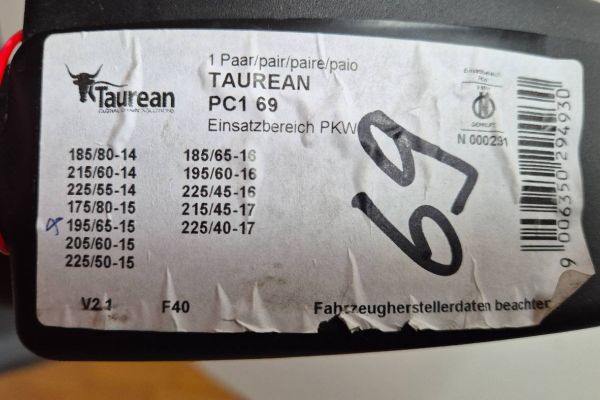 1 Paar/pair/paire/paio
Taurean
TAUREAN
PC1 69
Einsatzbereich PKW
N 000291
185/80-14
215/60-14
225/55-14
175/80-15
195/65-15
205/60-15
225/50-15
185/65-16
195/60-16
225/45-16
215/45-17
225/40-17
69
9 006350 294930
V2.1 F40
Fahrzeugherstellerdaten beachten